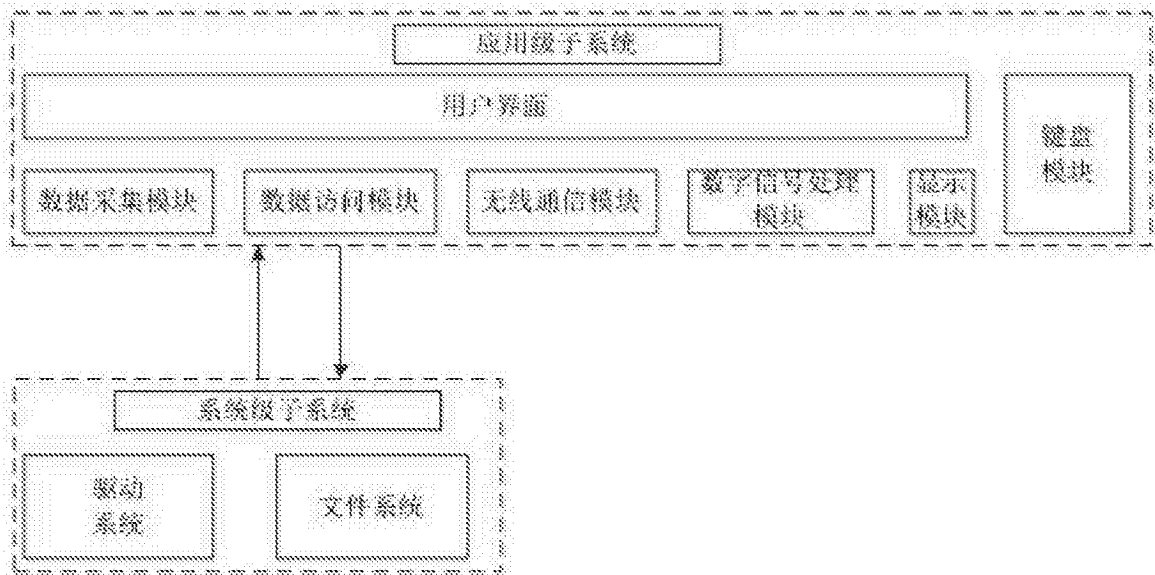 应用级子系统
用户界面
键盘
模块
数据采集模块
数据访问模块
无线通信模块
数字信号处理
模块
显示
模块
系统级子系统
驱动
系统
文件系统